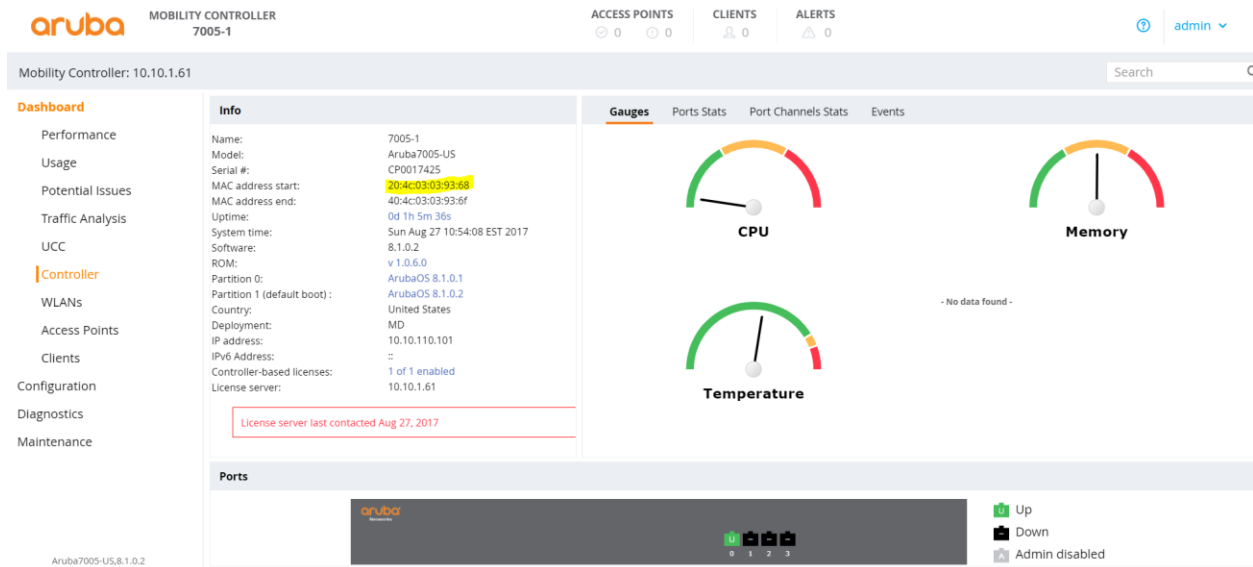 aruba
MOBILITY CONTROLLER
7005-1
ACCESS POINTS
0 0
CLIENTS
0
ALERTS
0
admin
Mobility Controller: 10.10.1.61
Search
Dashboard
Performance
Usage
Potential Issues
Traffic Analysis
UCC
Controller
WLANs
Access Points
Clients
Configuration
Diagnostics
Maintenance
Aruba7005-US,8.1.0.2
Info
Name: 7005-1
Model: Aruba7005-US
Serial #: CP0017425
MAC address start: 20:4c:03:03:93:68
MAC address end: 40:4c:03:03:93:6f
Uptime: 0d 1h 5m 36s
System time: Sun Aug 27 10:54:08 EST 2017
Software: 8.1.0.2
ROM: v 1.0.6.0
Partition 0: ArubaOS 8.1.0.1
Partition 1 (default boot) : ArubaOS 8.1.0.2
Country: United States
Deployment: MD
IP address: 10.10.110.101
IPv6 Address: ::
Controller-based licenses: 1 of 1 enabled
License server: 10.10.1.61
License server last contacted Aug 27, 2017
Gauges Ports Stats Port Channels Stats Events
CPU
Memory
Temperature
- No data found -
Ports
aruba
Networks
U
0 1 2 3
U Up
Down
A Admin disabled